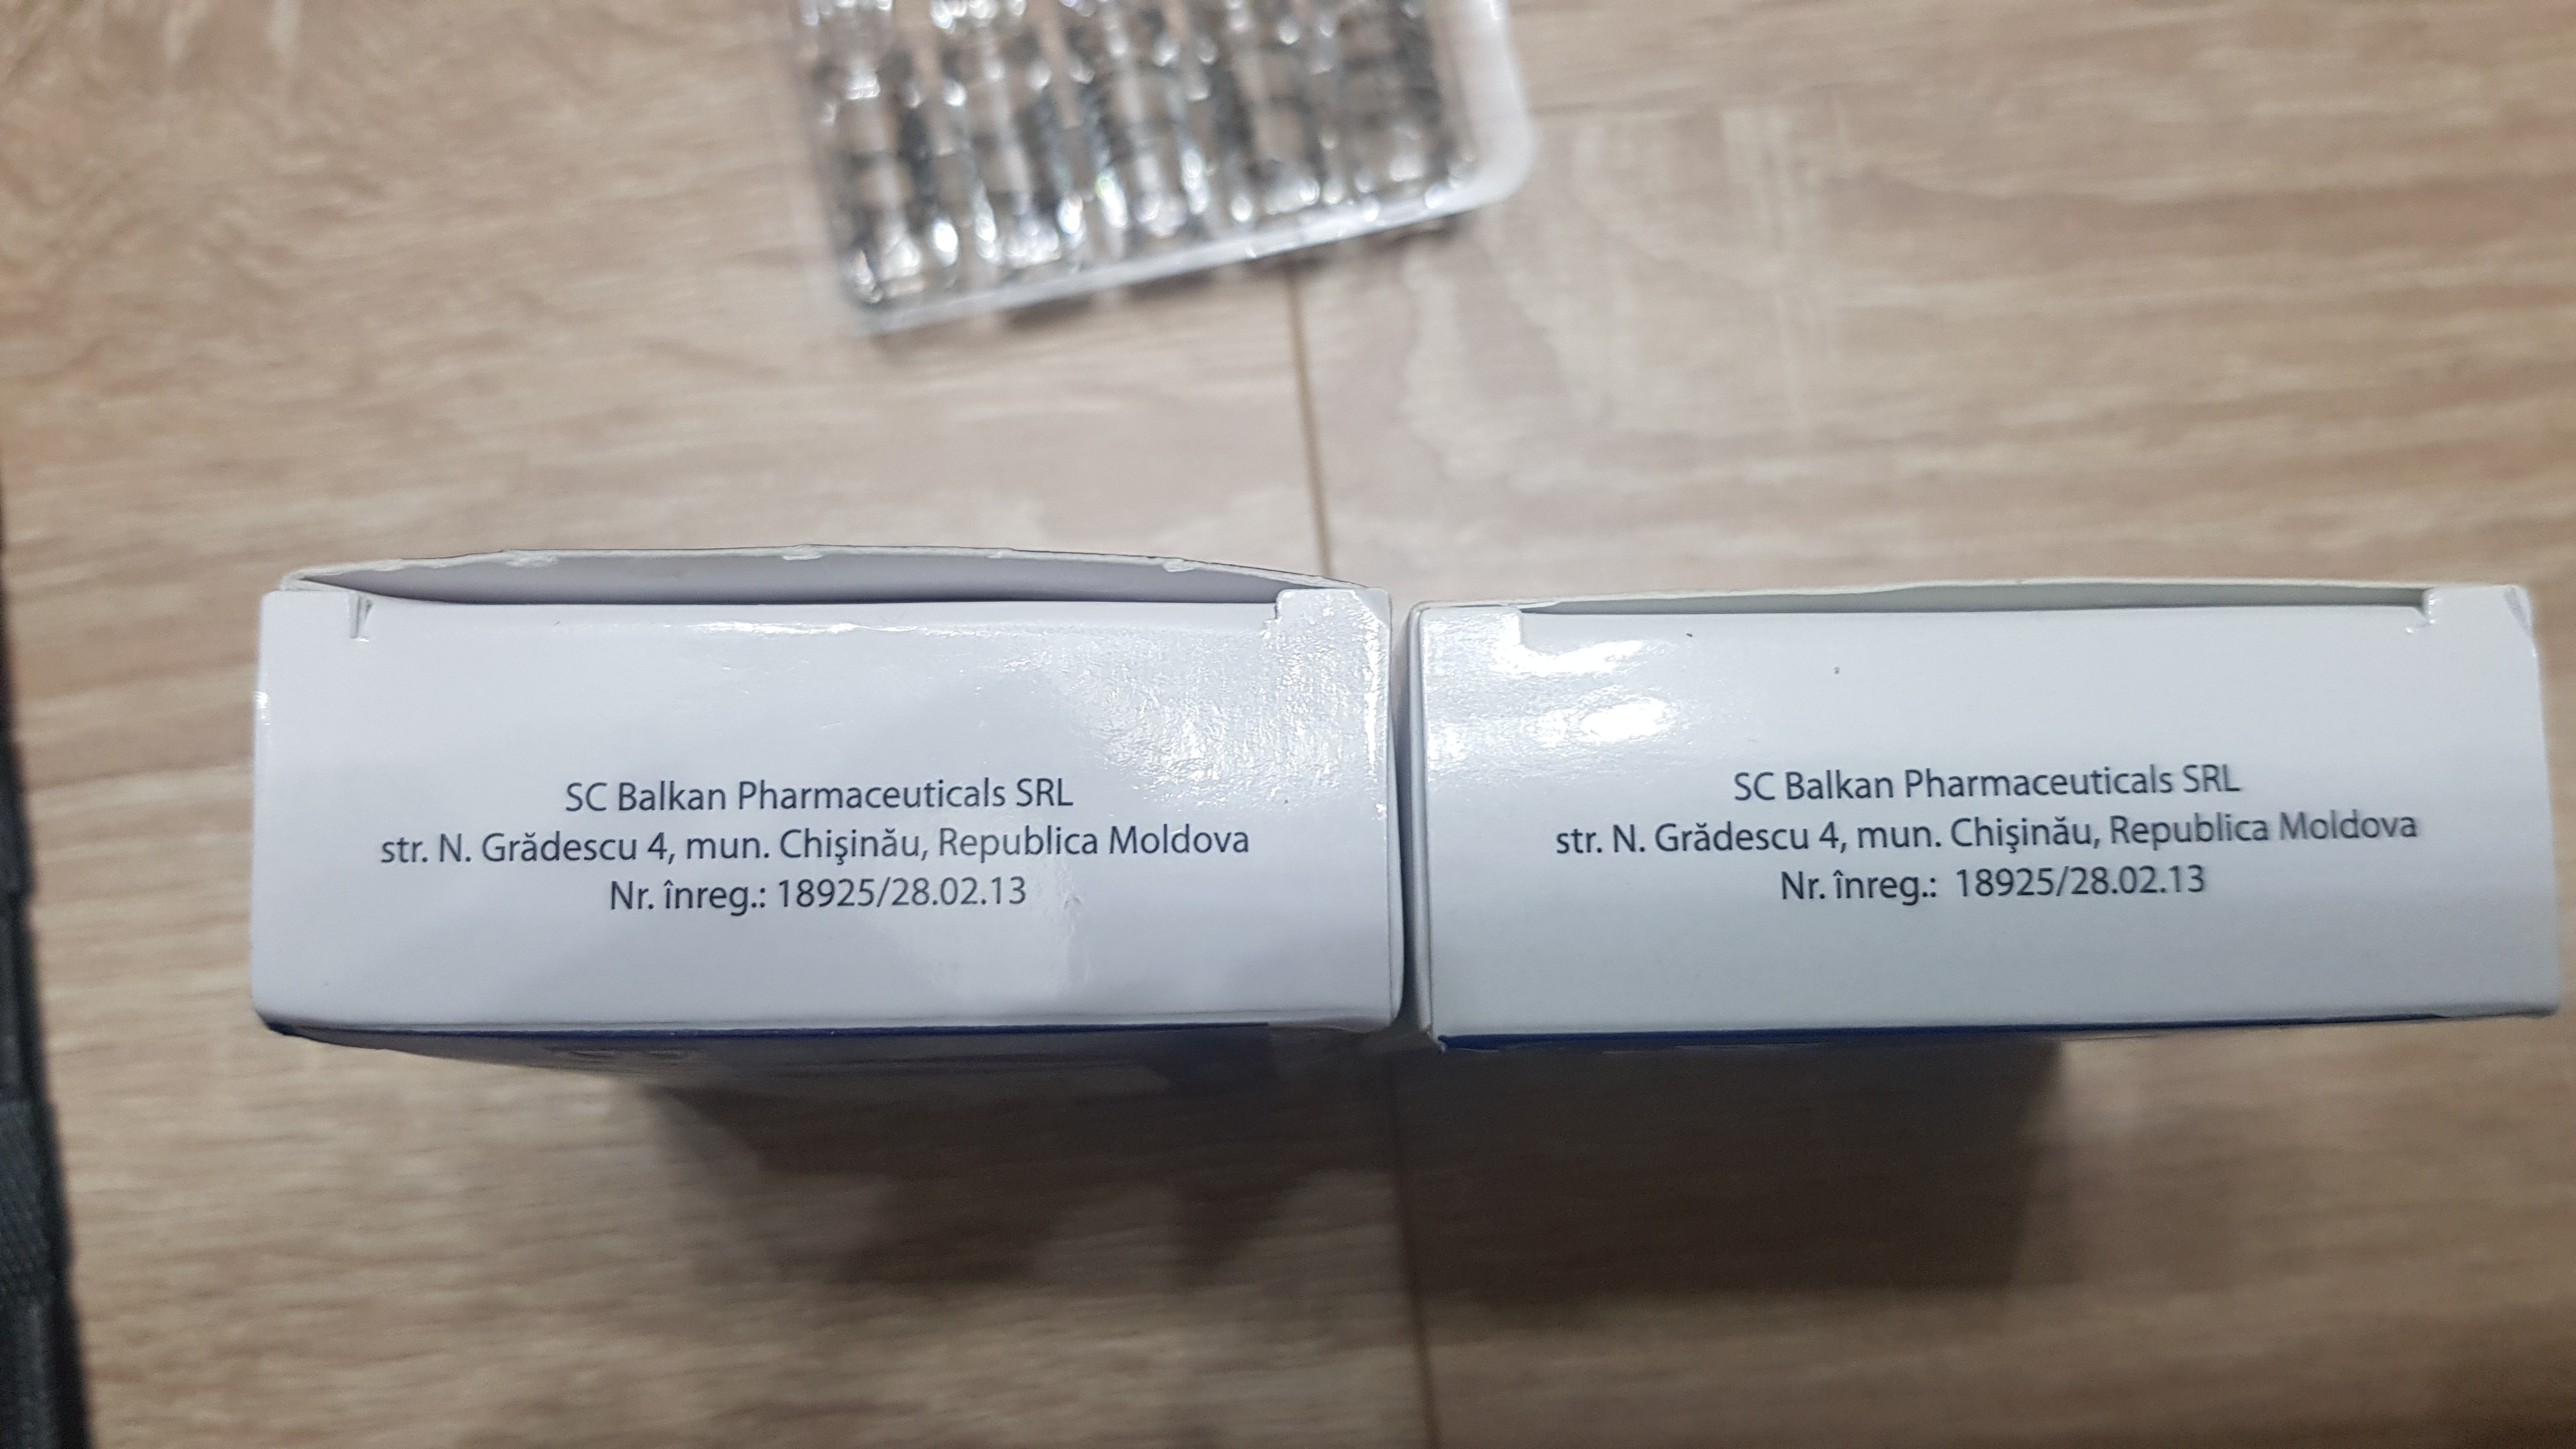 SC Balkan Pharmaceuticals SRL
str. N. Grădescu 4, mun. Chişinău, Republica Moldova
Nr. înreg.: 18925/28.02.13
SC Balkan Pharmaceuticals SRL
str. N. Grădescu 4, mun. Chişinău, Republica Moldova
Nr. înreg.: 18925/28.02.13